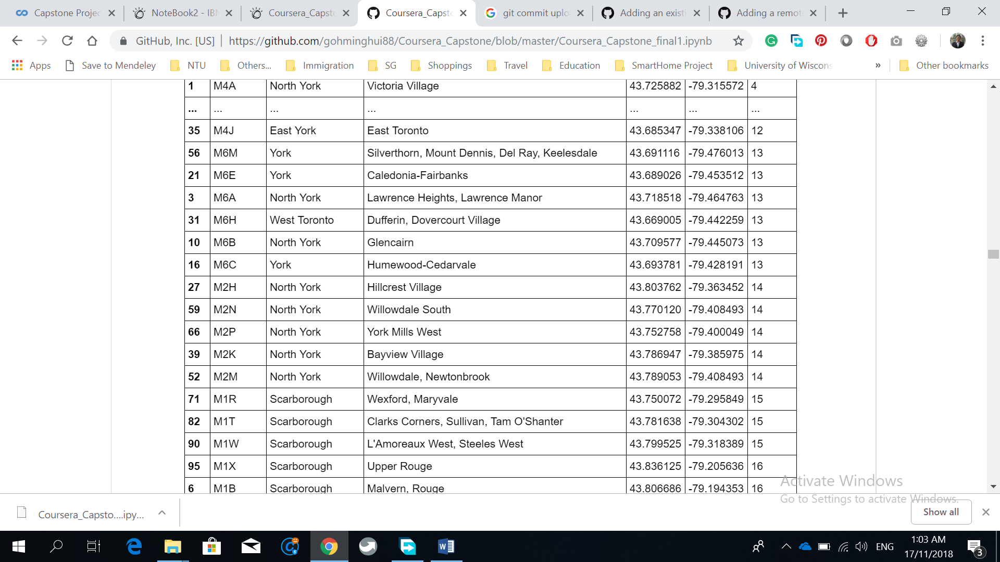 Capstone Projec
NoteBook2 - IBM
Coursera_Capsto
Coursera_Capsto
git commit uplo
Adding an existi
Adding a remot
GitHub, Inc. [US] | https://github.com/gohminghui88/Coursera_Capstone/blob/master/Coursera_Capstone_final1.ipynb
Apps Save to Mendeley NTU Others... Immigration SG Shoppings Travel Education SmartHome Project University of Wiscons » Other bookmarks
1 M4A North York Victoria Village 43.725882 -79.315572 4
... ... ... ... ... ... ...
35 M4J East York East Toronto 43.685347 -79.338106 12
56 M6M York Silverthorn, Mount Dennis, Del Ray, Keelesdale 43.691116 -79.476013 13
21 M6E York Caledonia-Fairbanks 43.689026 -79.453512 13
3 M6A North York Lawrence Heights, Lawrence Manor 43.718518 -79.464763 13
31 M6H West Toronto Dufferin, Dovercourt Village 43.669005 -79.442259 13
10 M6B North York Glencairn 43.709577 -79.445073 13
16 M6C York Humewood-Cedarvale 43.693781 -79.428191 13
27 M2H North York Hillcrest Village 43.803762 -79.363452 14
59 M2N North York Willowdale South 43.770120 -79.408493 14
66 M2P North York York Mills West 43.752758 -79.400049 14
39 M2K North York Bayview Village 43.786947 -79.385975 14
52 M2M North York Willowdale, Newtonbrook 43.789053 -79.408493 14
71 M1R Scarborough Wexford, Maryvale 43.750072 -79.295849 15
82 M1T Scarborough Clarks Corners, Sullivan, Tam O'Shanter 43.781638 -79.304302 15
90 M1W Scarborough L'Amoreaux West, Steeles West 43.799525 -79.318389 15
95 M1X Scarborough Upper Rouge 43.836125 -79.205636 16
6 M1B Scarborough Malvern, Rouge 43.806686 -79.194353 16
Activate Windows
Go to Settings to activate Windows.
Coursera_Capsto....ipy...
Show all
ENG
1:03 AM
17/11/2018
3